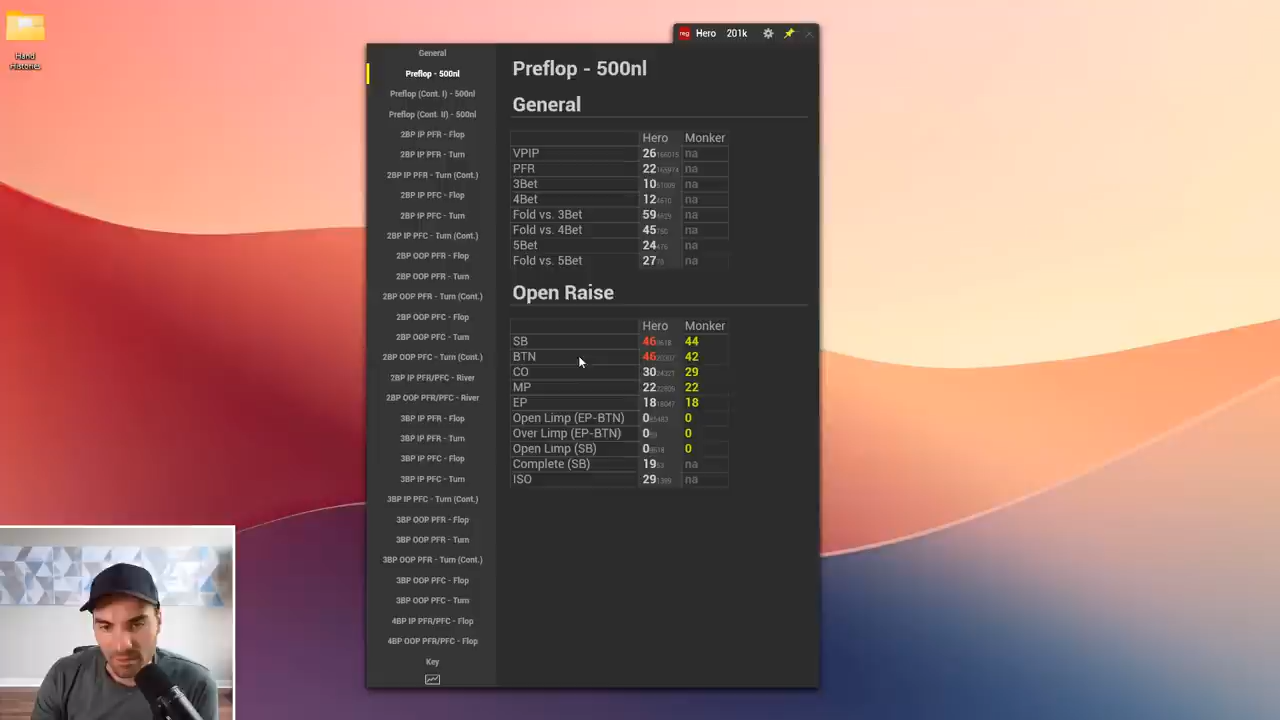 Hand
Histories
reg Hero 201k
General
Preflop - 500nl
Preflop (Cont. I) - 500nl
Preflop (Cont. II) - 500nl
2BP IP PFR - Flop
2BP IP PFR - Turn
2BP IP PFR - Turn (Cont.)
2BP IP PFC - Flop
2BP IP PFC - Turn
2BP IP PFC - Turn (Cont.)
2BP OOP PFR - Flop
2BP OOP PFR - Turn
2BP OOP PFR - Turn (Cont.)
2BP OOP PFC - Flop
2BP OOP PFC - Turn
2BP OOP PFC - Turn (Cont.)
2BP IP PFR/PFC - River
2BP OOP PFR/PFC - River
3BP IP PFR - Flop
3BP IP PFR - Turn
3BP IP PFC - Flop
3BP IP PFC - Turn
3BP IP PFC - Turn (Cont.)
3BP OOP PFR - Flop
3BP OOP PFR - Turn
3BP OOP PFR - Turn (Cont.)
3BP OOP PFC - Flop
3BP OOP PFC - Turn
4BP IP PFR/PFC - Flop
4BP OOP PFR/PFC - Flop
Key
Preflop - 500nl
General
Hero Monker
VPIP 26 na
PFR 22 na
3Bet 10 na
4Bet 12 na
Fold vs. 3Bet 59 na
Fold vs. 4Bet 45 na
5Bet 24 na
Fold vs. 5Bet 27 na
Open Raise
Hero Monker
SB 46 44
BTN 46 42
CO 30 29
MP 22 22
EP 18 18
Open Limp (EP-BTN) 0 0
Over Limp (EP-BTN) 0 0
Open Limp (SB) 0 0
Complete (SB) 19 na
ISO 29 na